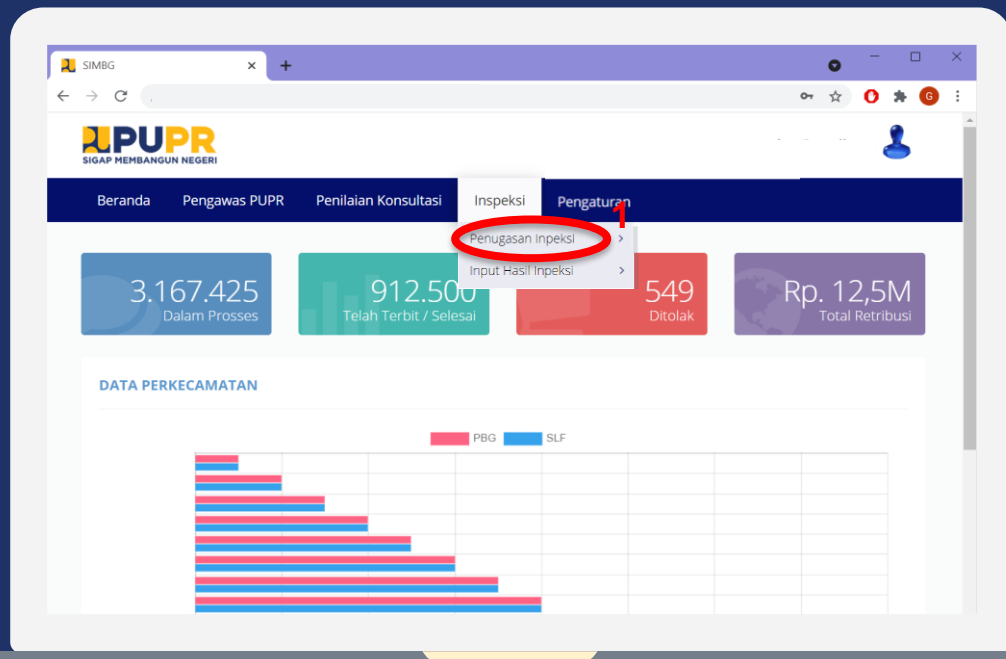 SIMBG
G
PUPR
SIGAP MEMBANGUN NEGERI
Beranda Pengawas PUPR Penilaian Konsultasi Inspeksi Pengaturan
1
Penugasan Inpeksi
Input Hasil Inpeksi
3.167.425
Dalam Prosses
912.500
Telah Terbit / Selesai
549
Ditolak
Rp. 12,5M
Total Retribusi
DATA PERKECAMATAN
PBG SLF